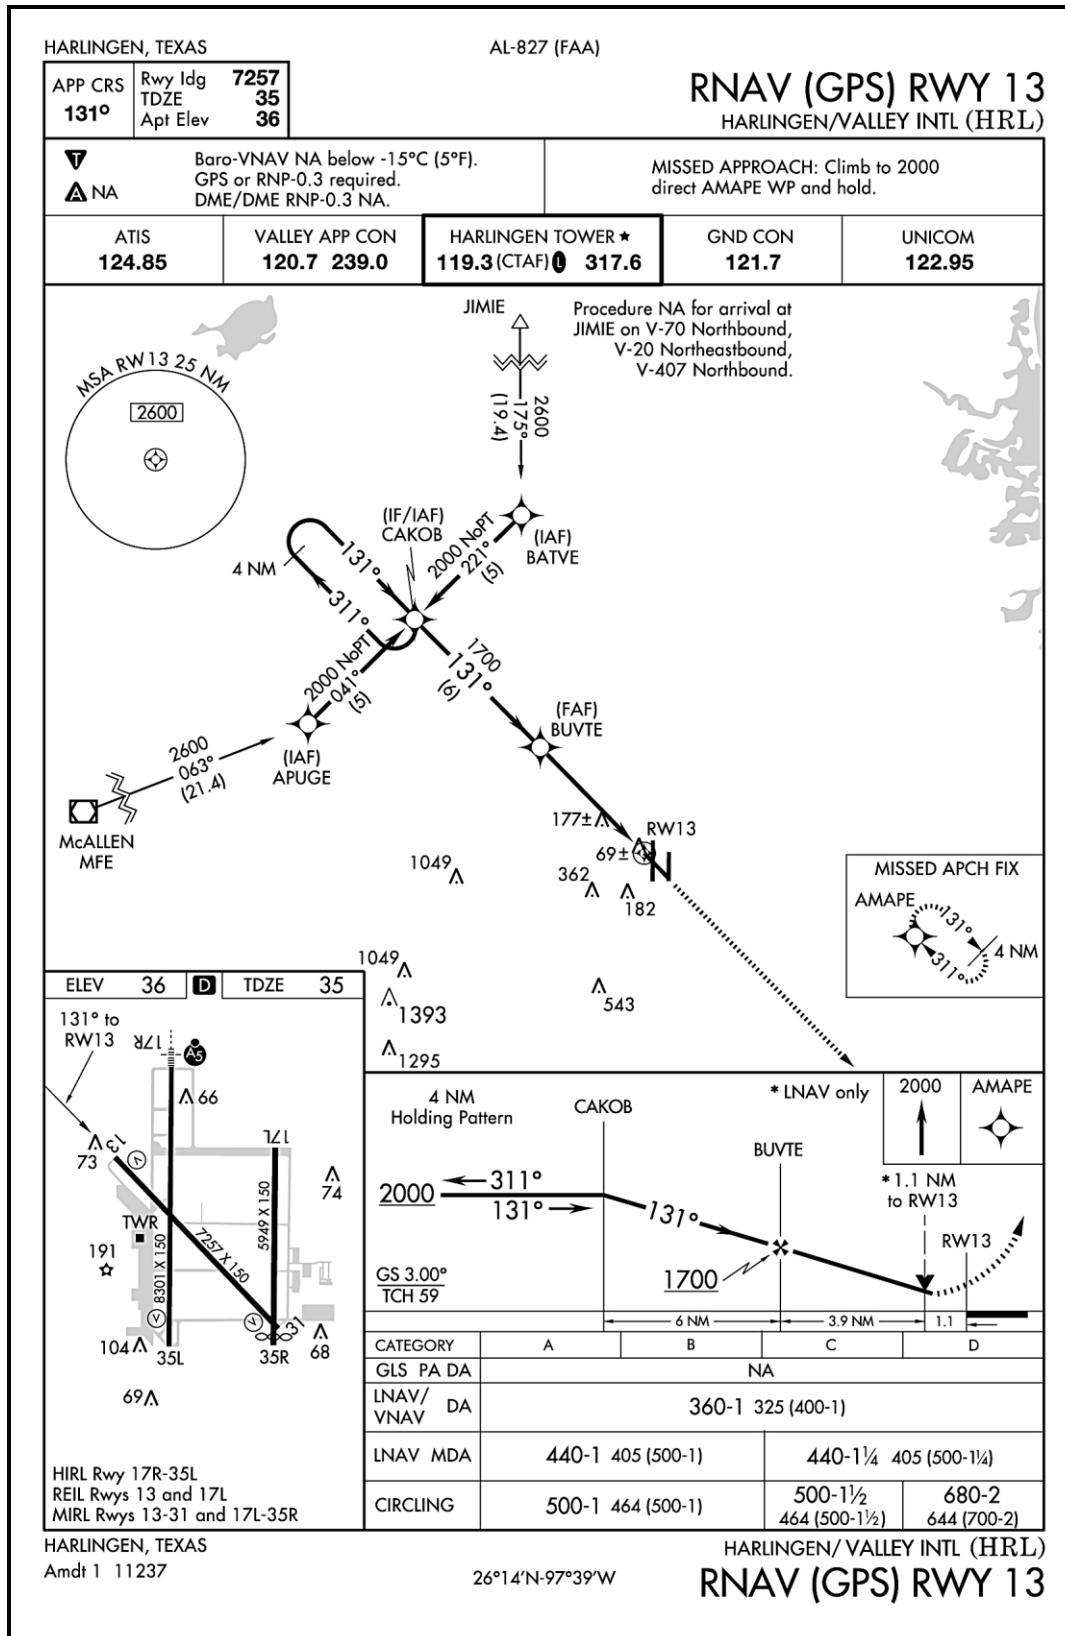 HARLINGEN, TEXAS
AL-827 (FAA)
APP CRS
131°
Rwy ldg 7257
TDZE 35
Apt Elev 36
RNAV (GPS) RWY 13
HARLINGEN/VALLEY INTL (HRL)
T
A NA
Baro-VNAV NA below -15°C (5°F).
GPS or RNP-0.3 required.
DME/DME RNP-0.3 NA.
MISSED APPROACH: Climb to 2000
direct AMAPE WP and hold.
ATIS
124.85
VALLEY APP CON
120.7 239.0
HARLINGEN TOWER ★
119.3 (CTAF) L 317.6
GND CON
121.7
UNICOM
122.95
MSA RW13 25 NM
2600
JIMIE
Procedure NA for arrival at
JIMIE on V-70 Northbound,
V-20 Northeastbound,
V-407 Northbound.
2600
175°
(19.4)
(IF/IAF)
CAKOB
(IAF)
BATVE
2000 NoPT
221°
(5)
4 NM
131°
311°
2000 NoPT
041°
(5)
1700
131°
(6)
(FAF)
BUVTE
(IAF)
APUGE
2600
063°
(21.4)
McALLEN
MFE
177±
RW13
69±
1049
362
182
1049
1393
1295
543
MISSED APCH FIX
AMAPE
131°
311°
4 NM
ELEV 36 D TDZE 35
131° to
RW13
17R
A5
66
73
13
V
17L
74
TWR
191
8301 X 150
7257 X 150
5949 X 150
V
V
31
104
35L
35R
68
69
HIRL Rwy 17R-35L
REIL Rwys 13 and 17L
MIRL Rwys 13-31 and 17L-35R
4 NM
Holding Pattern
CAKOB
* LNAV only
2000
AMAPE
BUVTE
2000
311°
131°
131°
* 1.1 NM
to RW13
RW13
1700
GS 3.00°
TCH 59
6 NM
3.9 NM
1.1
CATEGORY A B C D
GLS PA DA NA
LNAV/
VNAV DA 360-1 325 (400-1)
LNAV MDA 440-1 405 (500-1) 440-1¼ 405 (500-1¼)
CIRCLING 500-1 464 (500-1) 500-1½
464 (500-1½)
680-2
644 (700-2)
HARLINGEN, TEXAS
Amdt 1 11237
26°14'N-97°39'W
HARLINGEN/ VALLEY INTL (HRL)
RNAV (GPS) RWY 13